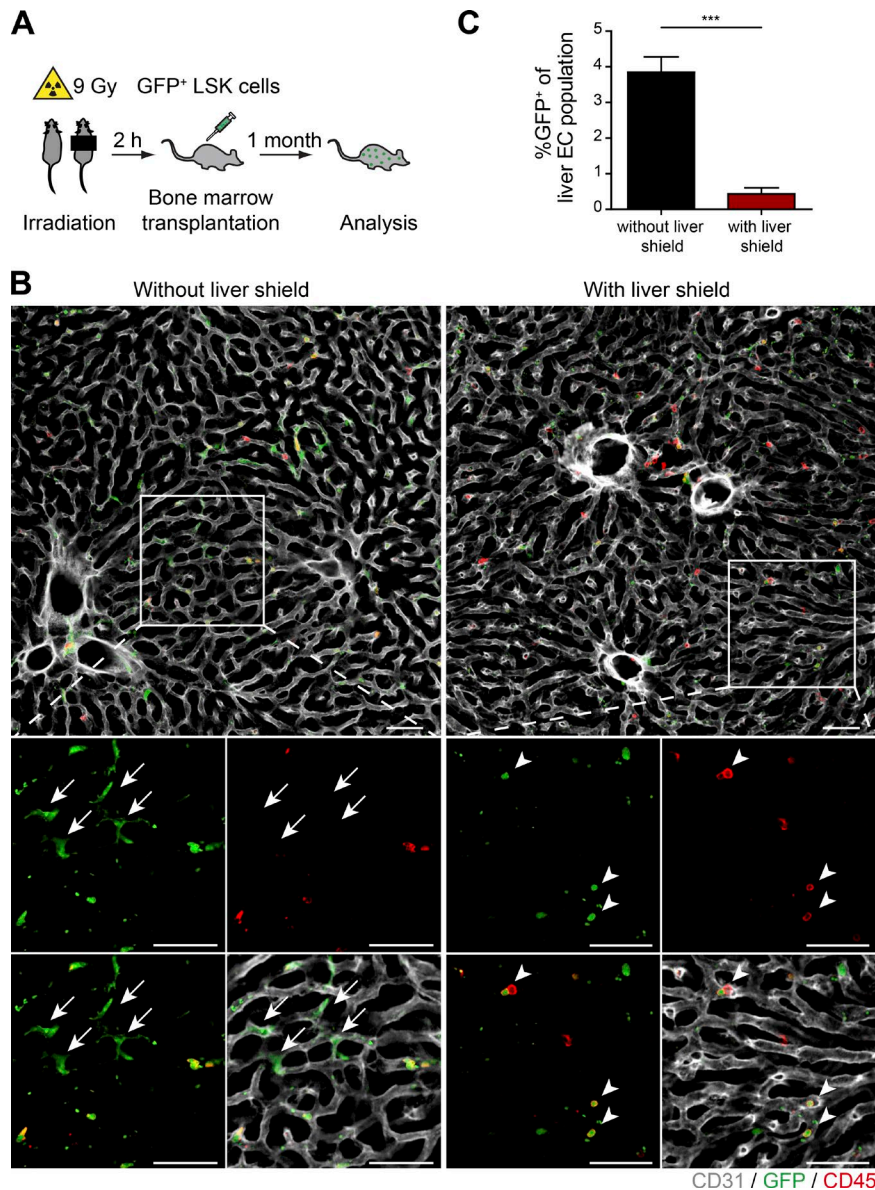 A
9 Gy
GFP+ LSK cells
2 h
1 month
Irradiation
Bone marrow
transplantation
Analysis
C
***
%GFP+ of
liver EC population
5
4
3
2
1
0
without liver
shield
with liver
shield
B
Without liver shield
With liver shield
CD31 / GFP / CD45